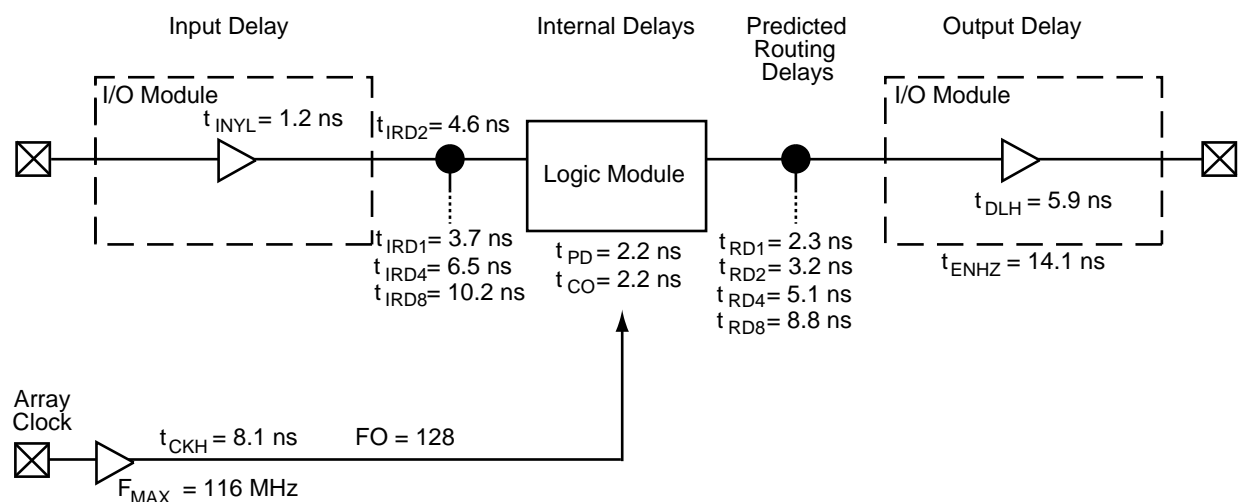 Input Delay
Internal Delays
Predicted
Routing
Delays
Output Delay
I/O Module
t INYL = 1.2 ns
t IRD2 = 4.6 ns
I/O Module
Logic Module
t DLH = 5.9 ns
t IRD1 = 3.7 ns
t IRD4 = 6.5 ns
t IRD8 = 10.2 ns
t PD = 2.2 ns
t CO = 2.2 ns
t RD1 = 2.3 ns
t RD2 = 3.2 ns
t RD4 = 5.1 ns
t RD8 = 8.8 ns
t ENHZ = 14.1 ns
Array
Clock
t CKH = 8.1 ns
FO = 128
F MAX = 116 MHz